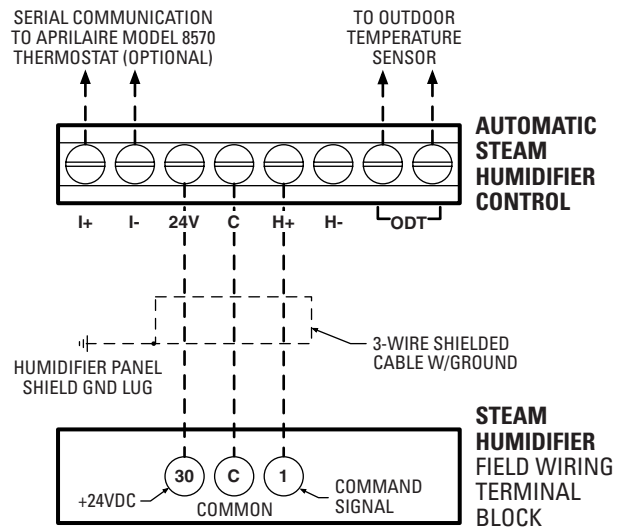 SERIAL COMMUNICATION
TO APRILAIRE MODEL 8570
THERMOSTAT (OPTIONAL)
TO OUTDOOR
TEMPERATURE
SENSOR
AUTOMATIC
STEAM
HUMIDIFIER
CONTROL
I+ I- 24V C H+ H- ODT
3-WIRE SHIELDED
CABLE W/GROUND
HUMIDIFIER PANEL
SHIELD GND LUG
STEAM
HUMIDIFIER
FIELD WIRING
TERMINAL
BLOCK
30 C 1
+24VDC
COMMON
COMMAND
SIGNAL